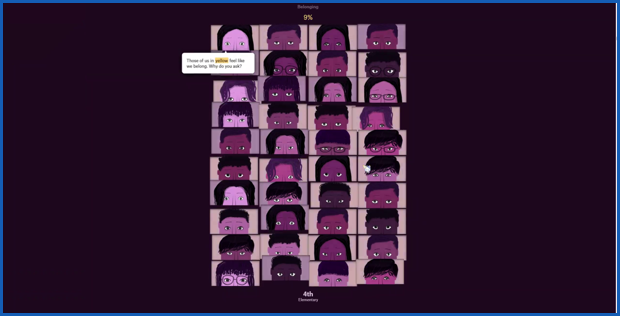 Belonging
9%
Those of us in yellow feel like
we belong. Why do you ask?
4th
Elementary